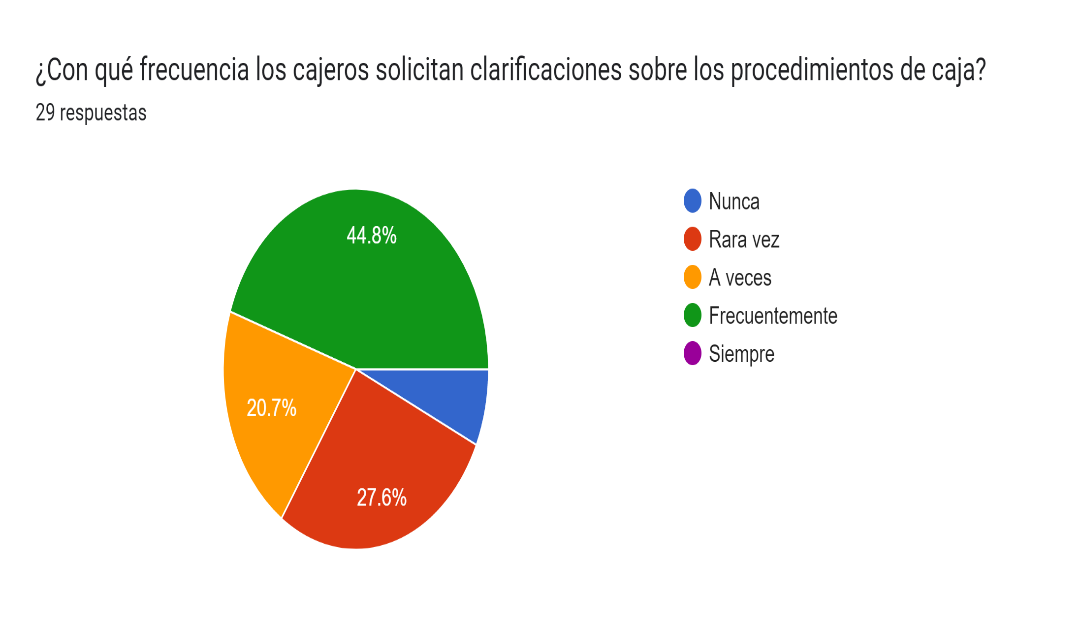 ¿Con qué frecuencia los cajeros solicitan clarificaciones sobre los procedimientos de caja?
29 respuestas
44.8%
20.7%
27.6%
Nunca
Rara vez
A veces
Frecuentemente
Siempre